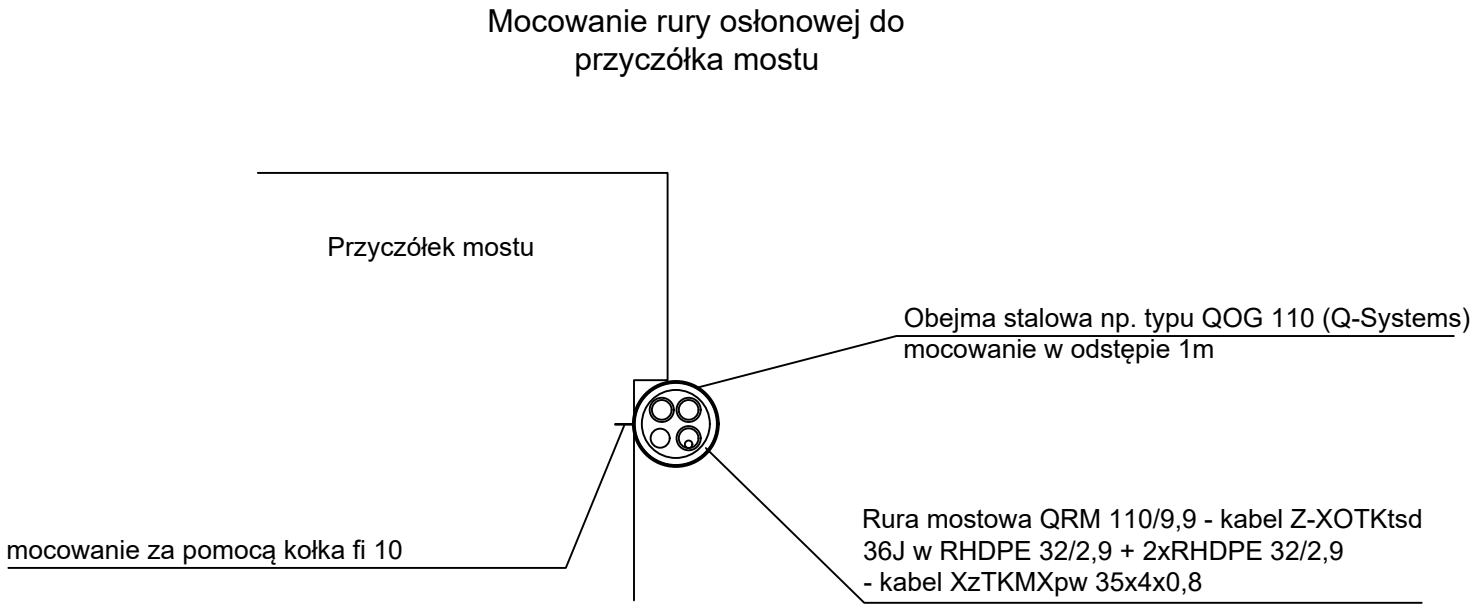 Mocowanie rury osłonowej do
przyczółka mostu
Przyczółek mostu
Obejma stalowa np. typu QOG 110 (Q-Systems)
mocowanie w odstępie 1m
mocowanie za pomocą kołka fi 10
Rura mostowa QRM 110/9,9 - kabel Z-XOTKtsd
36J w RHDPE 32/2,9 + 2xRHDPE 32/2,9
- kabel XzTKMXpw 35x4x0,8